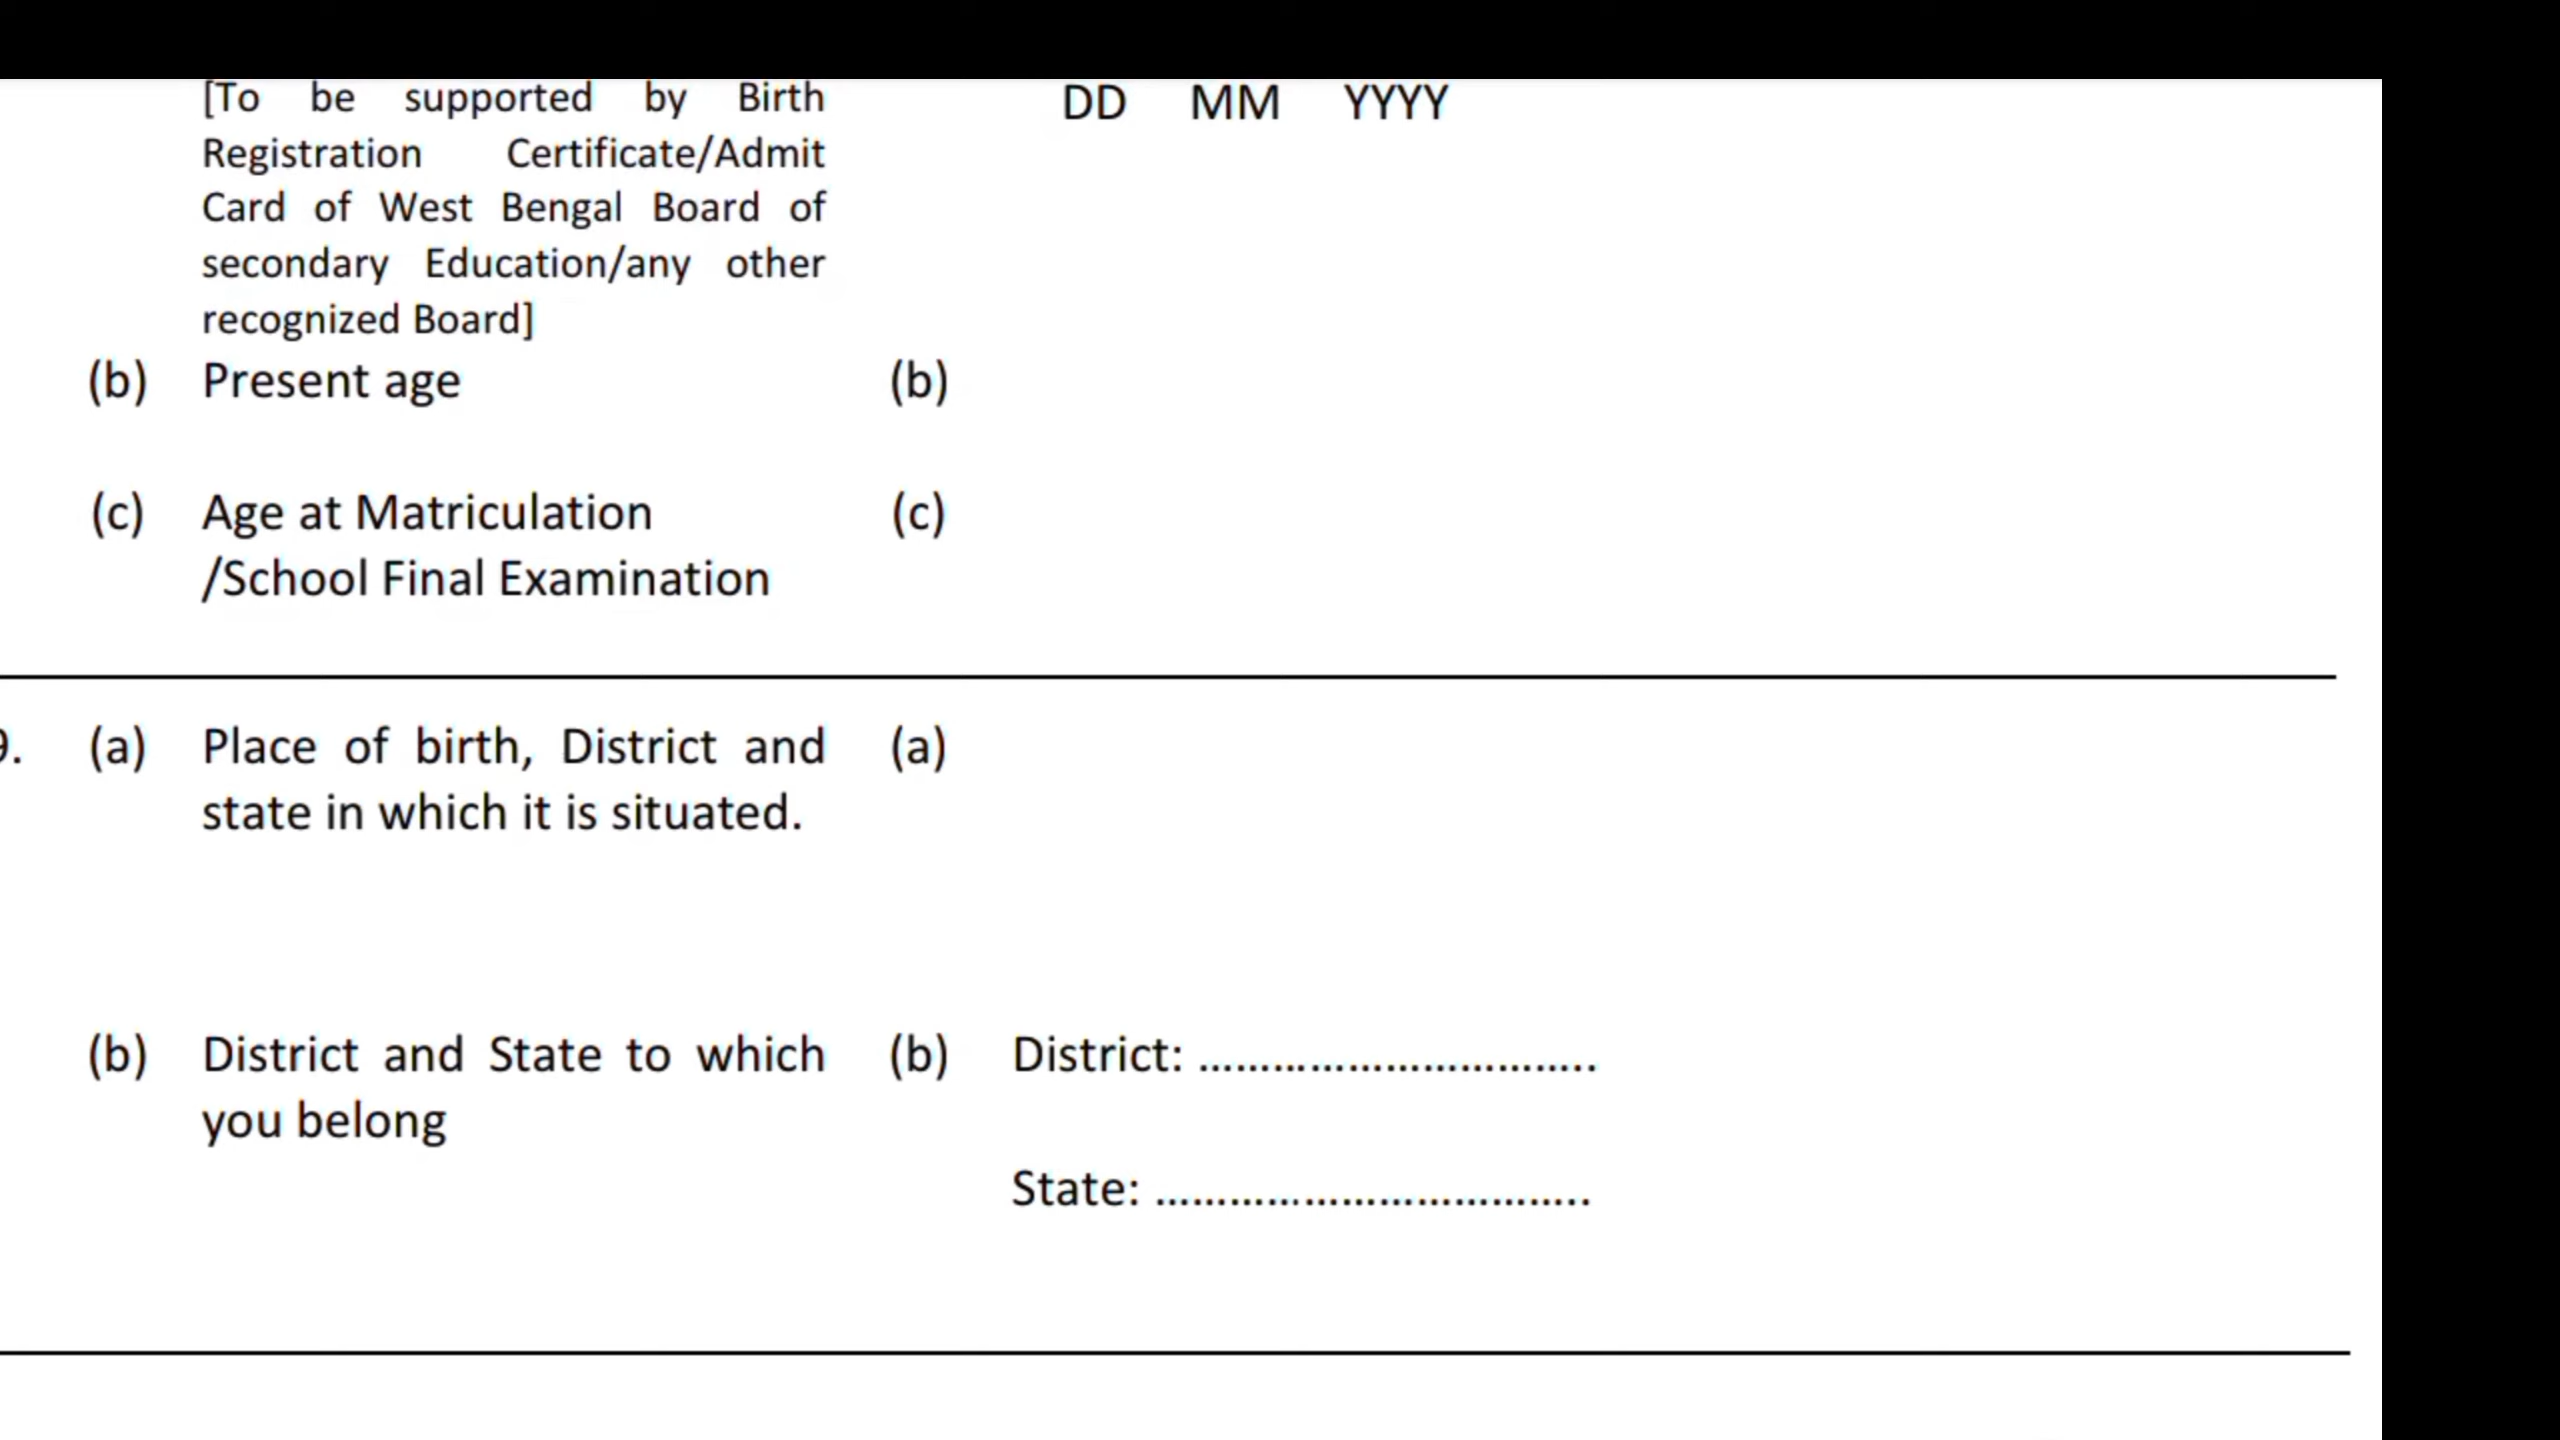 [To be supported by Birth DD MM YYYY
Registration Certificate/Admit
Card of West Bengal Board of
secondary Education/any other
recognized Board]
(b) Present age (b)
(c) Age at Matriculation (c)
/School Final Examination
9. (a) Place of birth, District and (a)
state in which it is situated.
(b) District and State to which (b) District: ……………………………..
you belong
State: ………………………………..